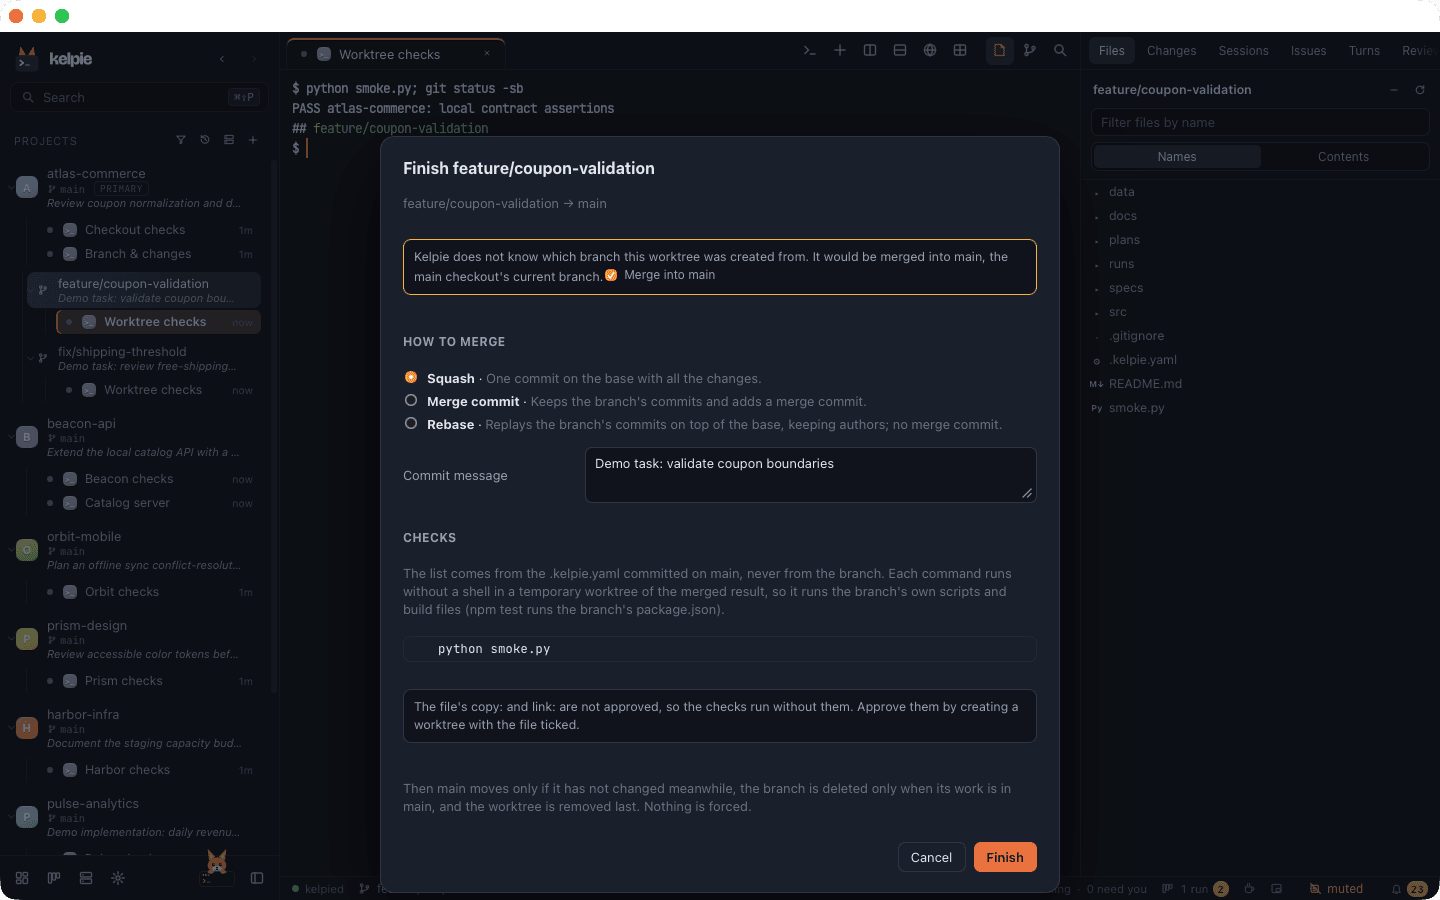 kelpie
Search
⌘⇧P
PROJECTS
A
atlas-commerce
main PRIMARY
Review coupon normalization and d...
Checkout checks 1m
Branch & changes 1m
feature/coupon-validation
Demo task: validate coupon bou...
Worktree checks now
fix/shipping-threshold
Demo task: review free-shipping...
Worktree checks now
B
beacon-api
main
Extend the local catalog API with a ...
Beacon checks now
Catalog server now
O
orbit-mobile
main
Plan an offline sync conflict-resolut...
Orbit checks 1m
P
prism-design
main
Review accessible color tokens bef...
Prism checks 1m
H
harbor-infra
main
Document the staging capacity bud...
Harbor checks 1m
P
pulse-analytics
main
Demo implementation: daily revenu...
Worktree checks ×
$ python smoke.py; git status -sb
PASS atlas-commerce: local contract assertions
## feature/coupon-validation
$
Finish feature/coupon-validation
feature/coupon-validation → main
Kelpie does not know which branch this worktree was created from. It would be merged into main, the
main checkout's current branch. Merge into main
HOW TO MERGE
Squash · One commit on the base with all the changes.
Merge commit · Keeps the branch's commits and adds a merge commit.
Rebase · Replays the branch's commits on top of the base, keeping authors; no merge commit.
Commit message
Demo task: validate coupon boundaries
CHECKS
The list comes from the .kelpie.yaml committed on main, never from the branch. Each command runs
without a shell in a temporary worktree of the merged result, so it runs the branch's own scripts and
build files (npm test runs the branch's package.json).
python smoke.py
The file's copy: and link: are not approved, so the checks run without them. Approve them by creating a
worktree with the file ticked.
Then main moves only if it has not changed meanwhile, the branch is deleted only when its work is in
main, and the worktree is removed last. Nothing is forced.
Cancel
Finish
Files Changes Sessions Issues Turns Revie
feature/coupon-validation
Filter files by name
Names Contents
data
docs
plans
runs
specs
src
.gitignore
.kelpie.yaml
M↓ README.md
Py smoke.py
kelpied
· 0 need you
1 run 2
muted
23